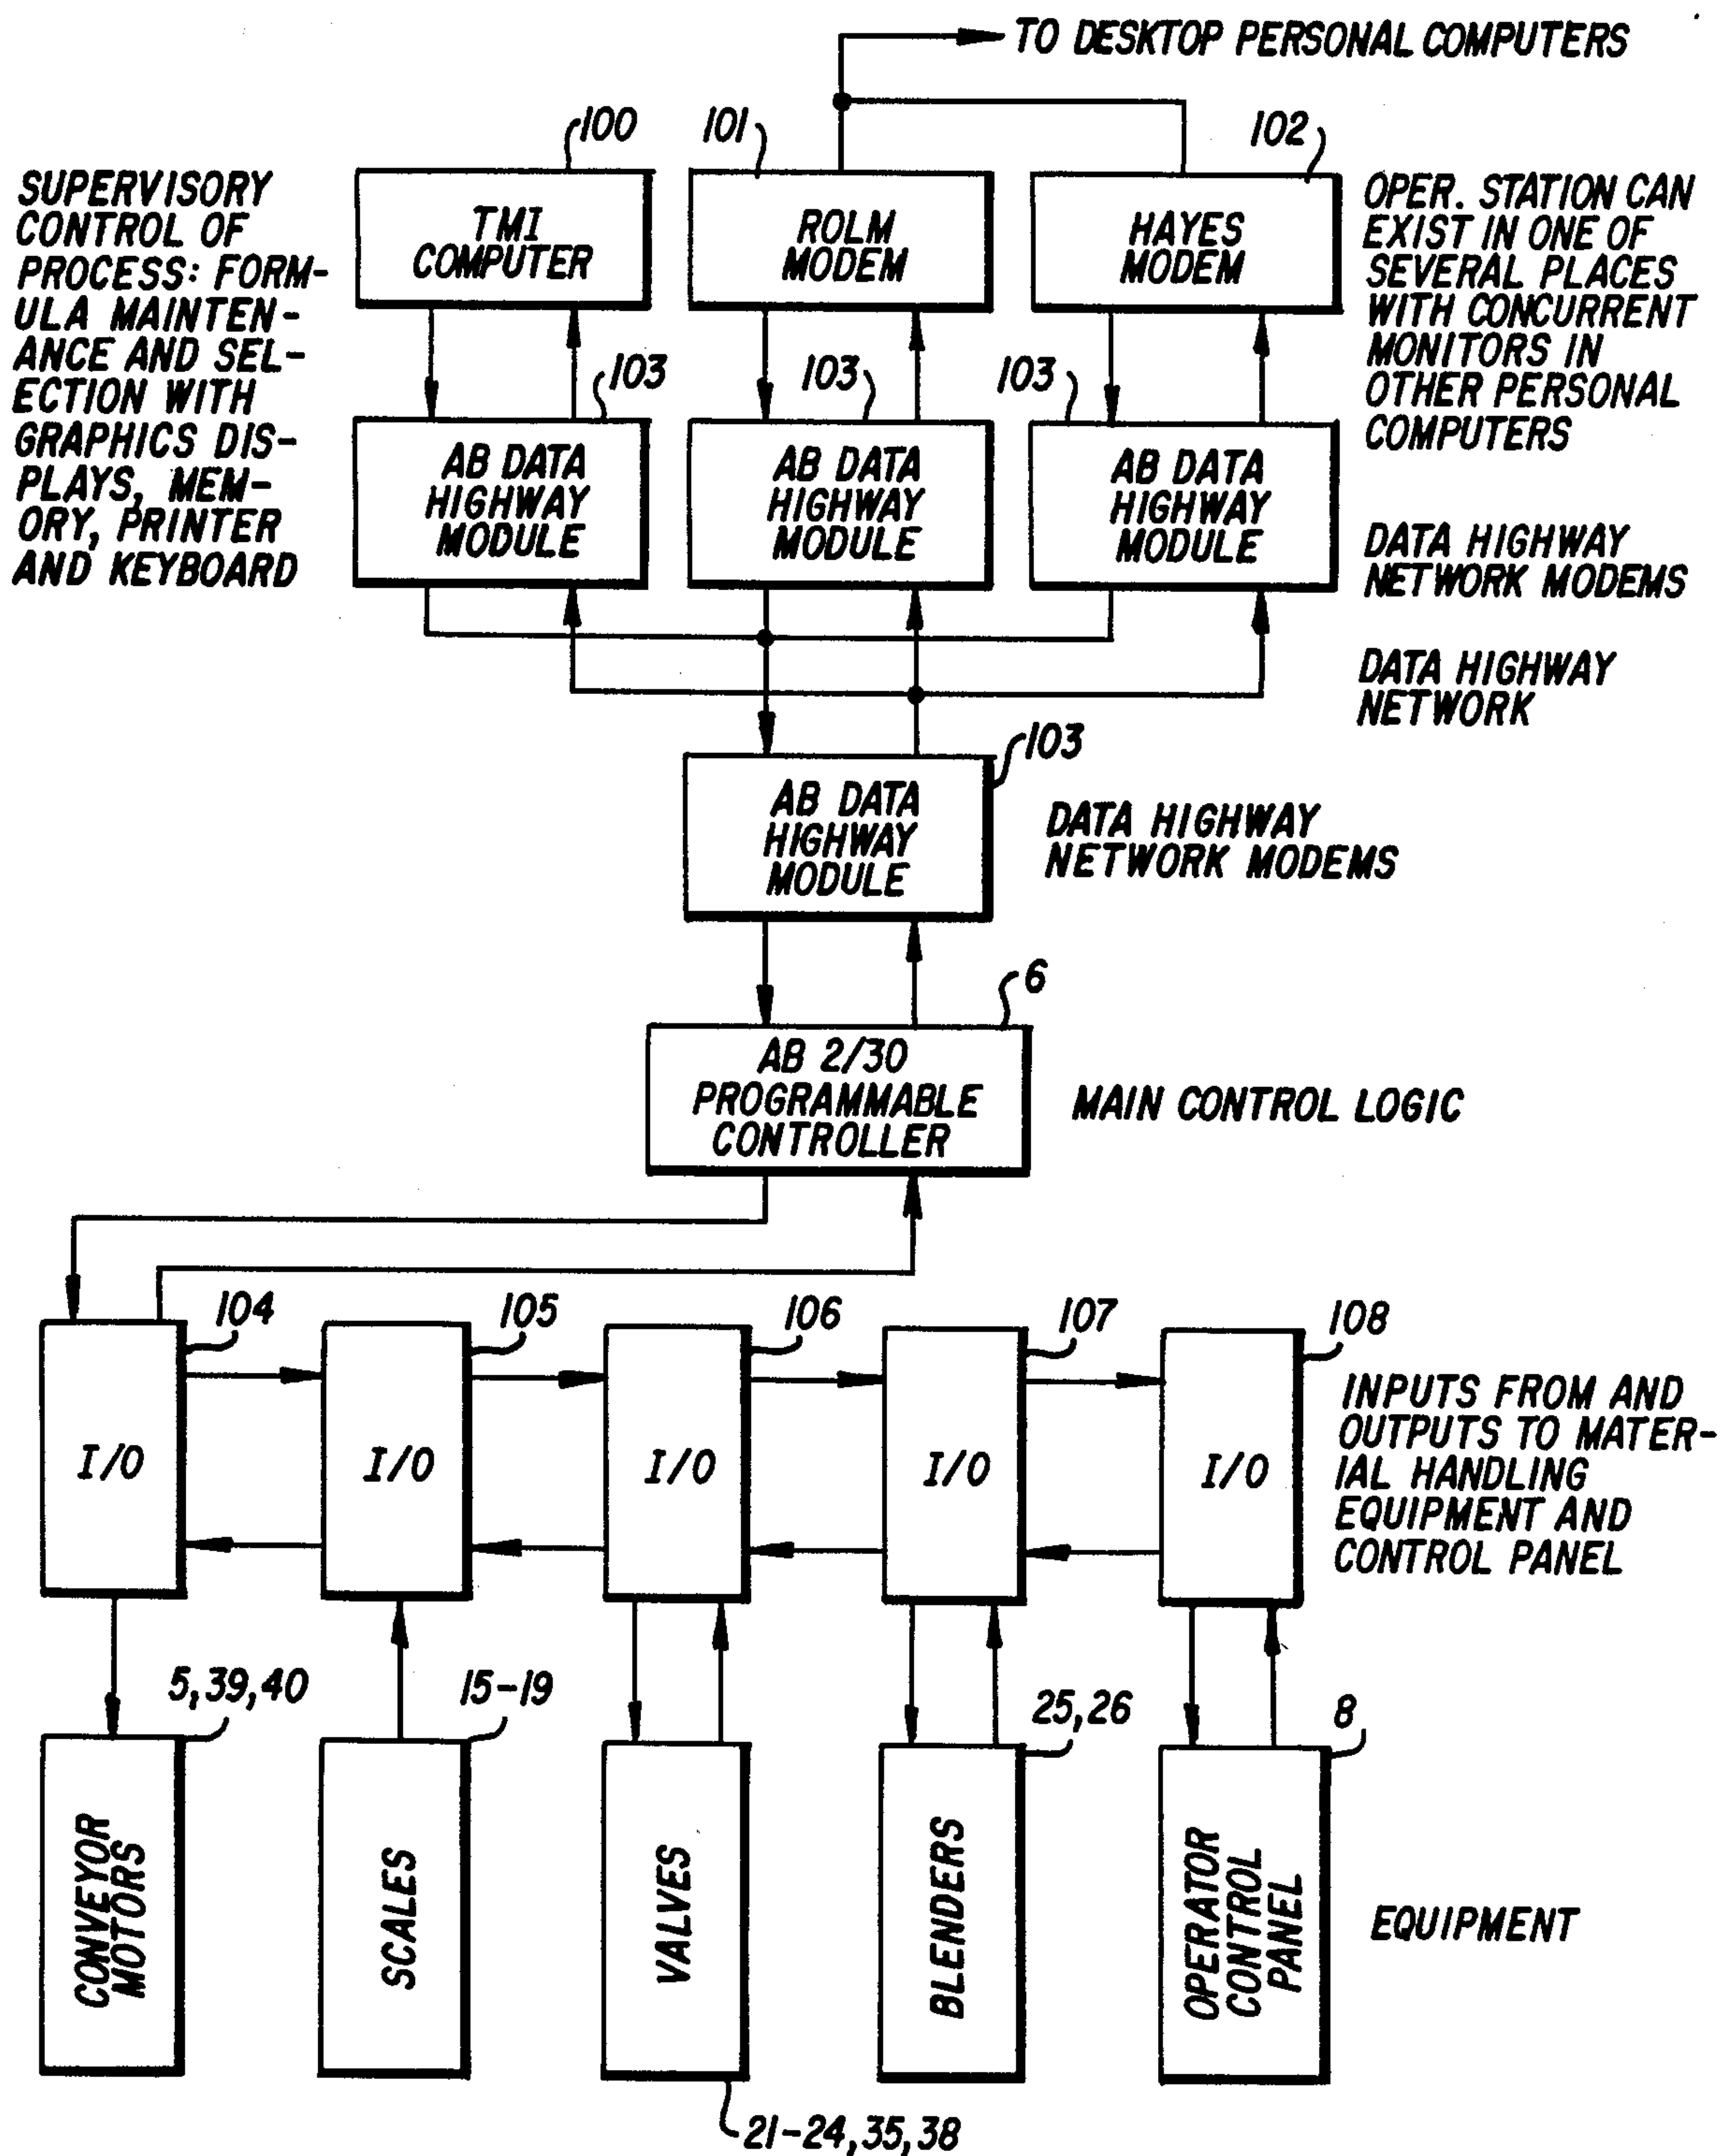 TO DESKTOP PERSONAL COMPUTERS
100
101
102
SUPERVISORY
CONTROL OF
PROCESS: FORM-
ULA MAINTEN-
ANCE AND SEL-
ECTION WITH
GRAPHICS DIS-
PLAYS, MEM-
ORY, PRINTER
AND KEYBOARD
TMI
COMPUTER
ROLM
MODEM
HAYES
MODEM
OPER. STATION CAN
EXIST IN ONE OF
SEVERAL PLACES
WITH CONCURRENT
MONITORS IN
OTHER PERSONAL
COMPUTERS
103
103
103
AB DATA
HIGHWAY
MODULE
AB DATA
HIGHWAY
MODULE
AB DATA
HIGHWAY
MODULE
DATA HIGHWAY
NETWORK MODEMS
DATA HIGHWAY
NETWORK
103
AB DATA
HIGHWAY
MODULE
DATA HIGHWAY
NETWORK MODEMS
6
AB 2/30
PROGRAMMABLE
CONTROLLER
MAIN CONTROL LOGIC
104
105
106
107
108
I/O
I/O
I/O
I/O
I/O
INPUTS FROM AND
OUTPUTS TO MATER-
IAL HANDLING
EQUIPMENT AND
CONTROL PANEL
5,39,40
15-19
25,26
8
CONVEYOR
MOTORS
SCALES
VALVES
BLENDERS
OPERATOR
CONTROL
PANEL
EQUIPMENT
21-24,35,38